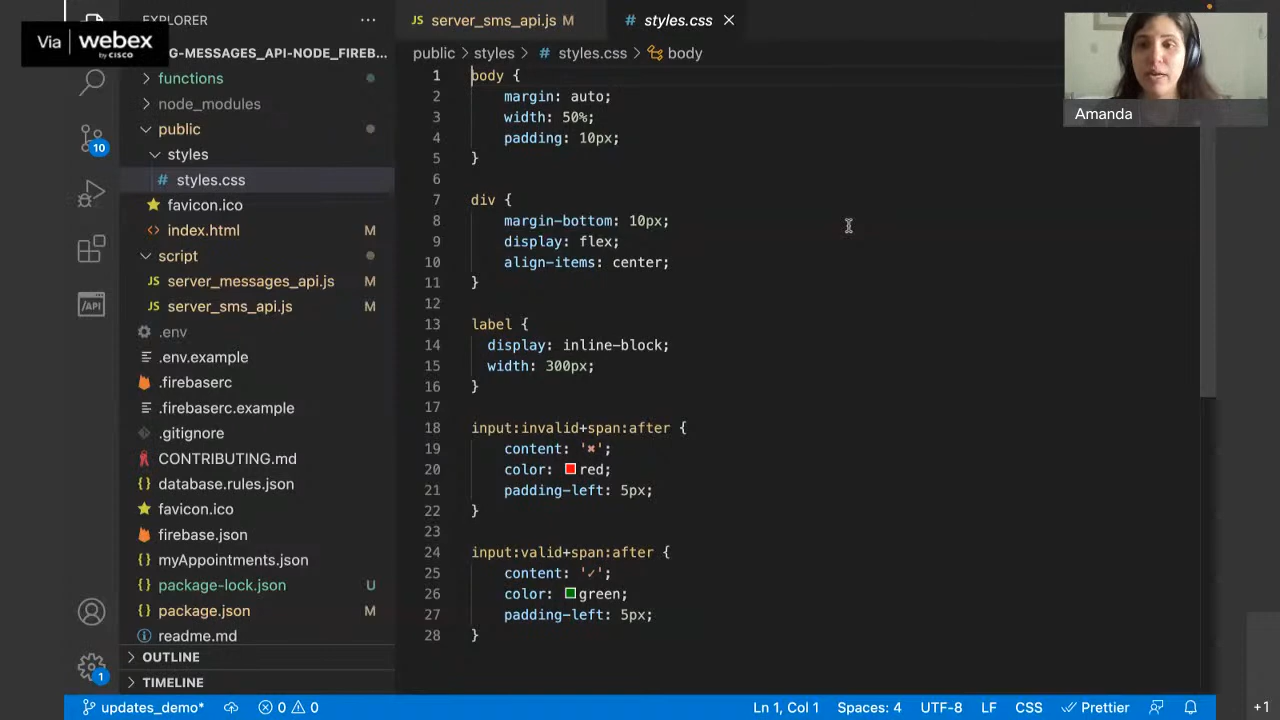 Via webex by CISCO
EXPLORER
G-MESSAGES_API-NODE_FIREB...
functions
node_modules
public
styles
styles.css
favicon.ico
index.html M
script
server_messages_api.js M
server_sms_api.js M
.env
.env.example
.firebaserc
.firebaserc.example
.gitignore
CONTRIBUTING.md
database.rules.json
favicon.ico
firebase.json
myAppointments.json
package-lock.json U
package.json M
readme.md
OUTLINE
TIMELINE
10
/API
1
server_sms_api.js M
styles.css
public > styles > # styles.css > body
1 body {
2 margin: auto;
3 width: 50%;
4 padding: 10px;
5 }
6
7 div {
8 margin-bottom: 10px;
9 display: flex;
10 align-items: center;
11 }
12
13 label {
14 display: inline-block;
15 width: 300px;
16 }
17
18 input:invalid+span:after {
19 content: '✖';
20 color: red;
21 padding-left: 5px;
22 }
23
24 input:valid+span:after {
25 content: '✓';
26 color: green;
27 padding-left: 5px;
28 }
Amanda
updates_demo* 0 0 Ln 1, Col 1 Spaces: 4 UTF-8 LF CSS Prettier
+1